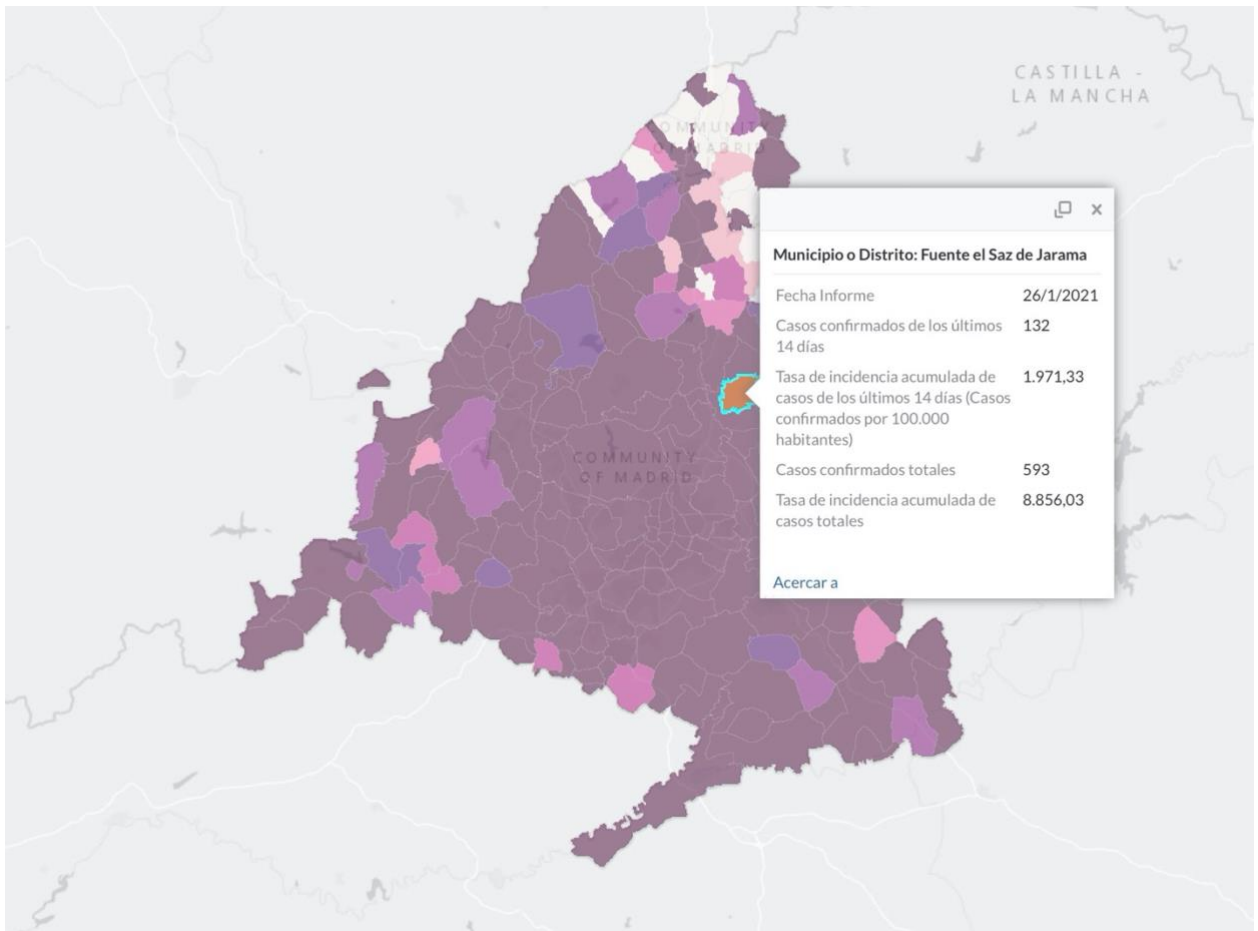 CASTILLA -
LA MANCHA
COMMUNITY
OF MADRID
Municipio o Distrito: Fuente el Saz de Jarama
Fecha Informe 26/1/2021
Casos confirmados de los últimos 132
14 días
Tasa de incidencia acumulada de 1.971,33
casos de los últimos 14 días (Casos
confirmados por 100.000
habitantes)
Casos confirmados totales 593
Tasa de incidencia acumulada de 8.856,03
casos totales
COMMUNITY
OF MADRID
Acercar a